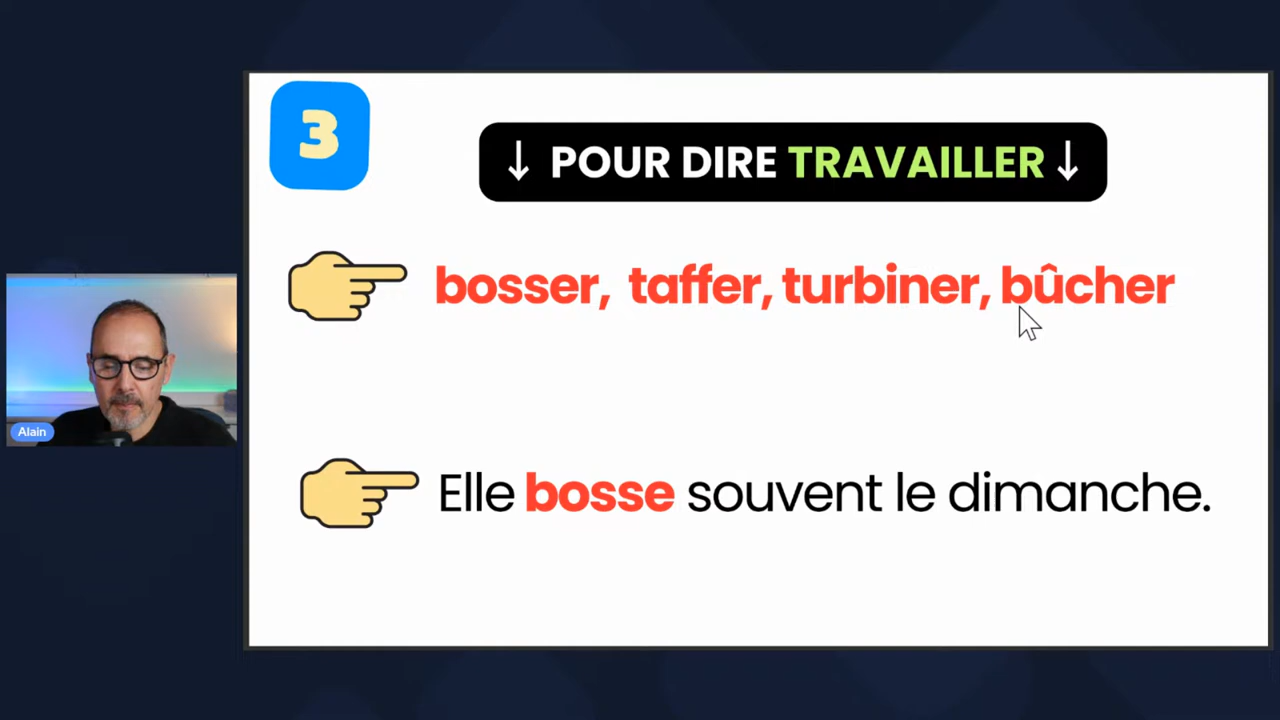 3
↓ POUR DIRE TRAVAILLER ↓
bosser, taffer, turbiner, bûcher
Alain
Elle bosse souvent le dimanche.